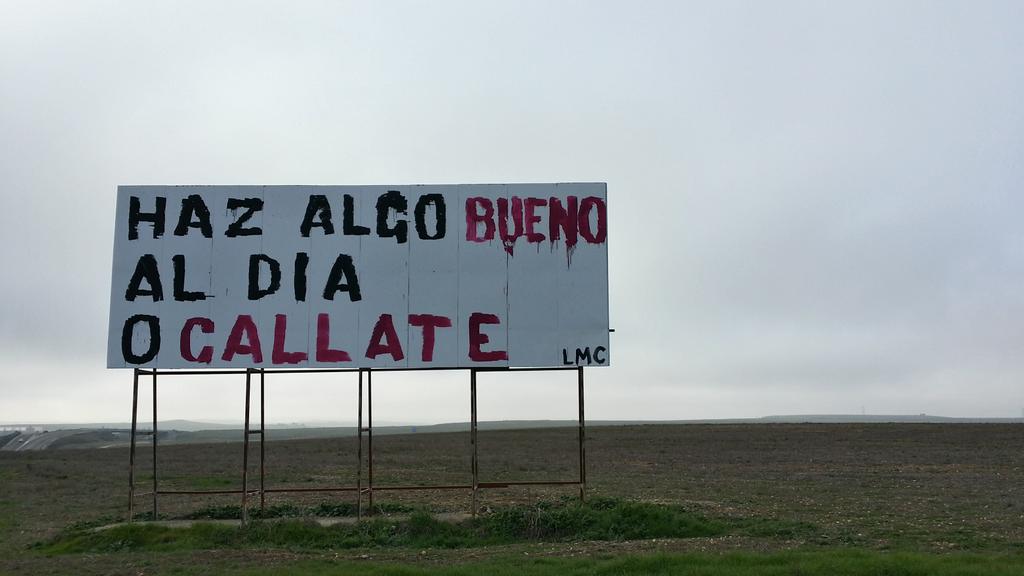 HAZ ALGO BUENO
AL DIA
O CALLATE
LMC